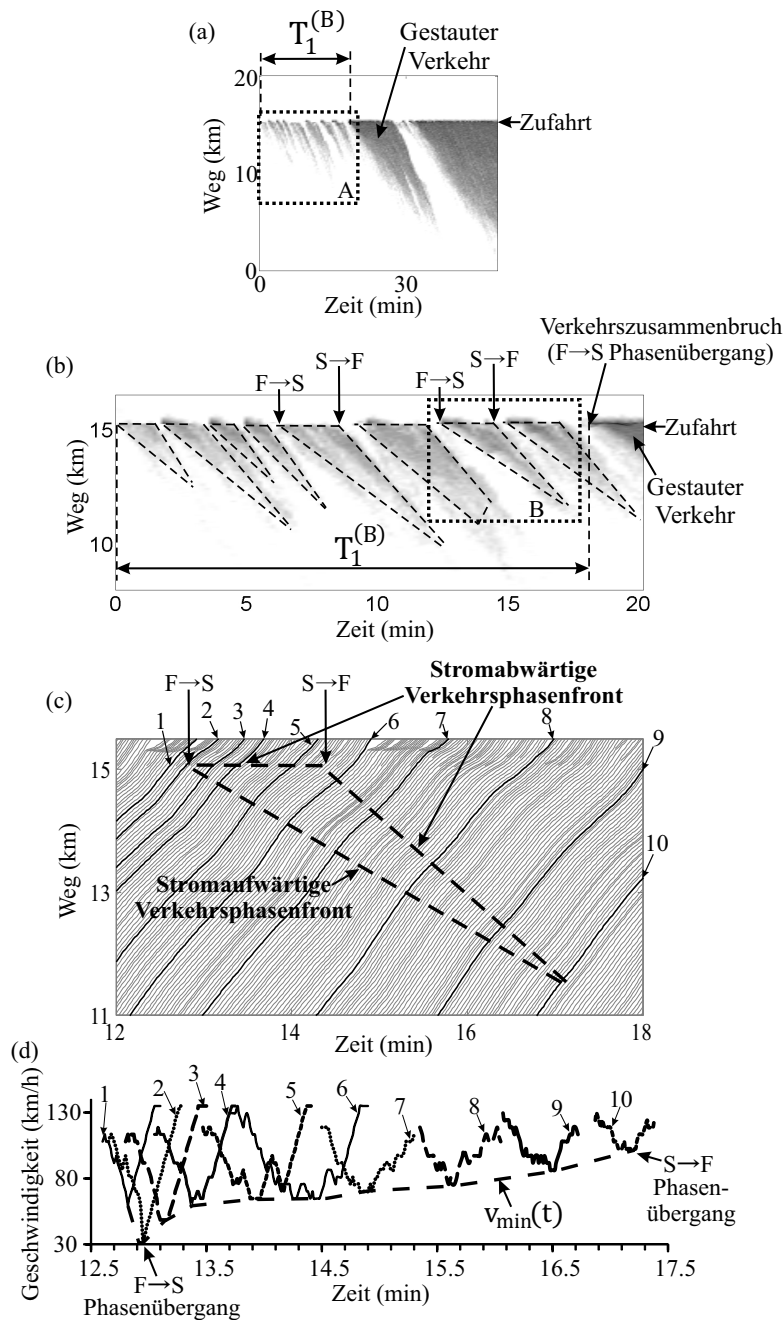 (a)
T₁⁽ᴮ⁾
Gestauter
Verkehr
20
Zufahrt
Weg (km)
10
A
0
0
30
Zeit (min)
Verkehrszusammenbruch
(F→S Phasenübergang)
(b)
S→F
S→F
F→S
F→S
15
Zufahrt
Weg (km)
Gestauter
Verkehr
B
10
T₁⁽ᴮ⁾
0
5
10
15
20
Zeit (min)
Stromabwärtige
Verkehrsphasenfront
(c)
F→S
S→F
1
2
3
4
5
6
7
8
9
15
10
Weg (km)
13
Stromaufwärtige
Verkehrsphasenfront
11
12
14
16
18
Zeit (min)
(d)
Geschwindigkeit (km/h)
1
2
3
4
5
6
7
8
9
10
130
80
S→F
Phasen-
übergang
vₘᵢₙ(t)
30
12.5
13.5
14.5
15.5
16.5
17.5
F→S
Phasenübergang
Zeit (min)